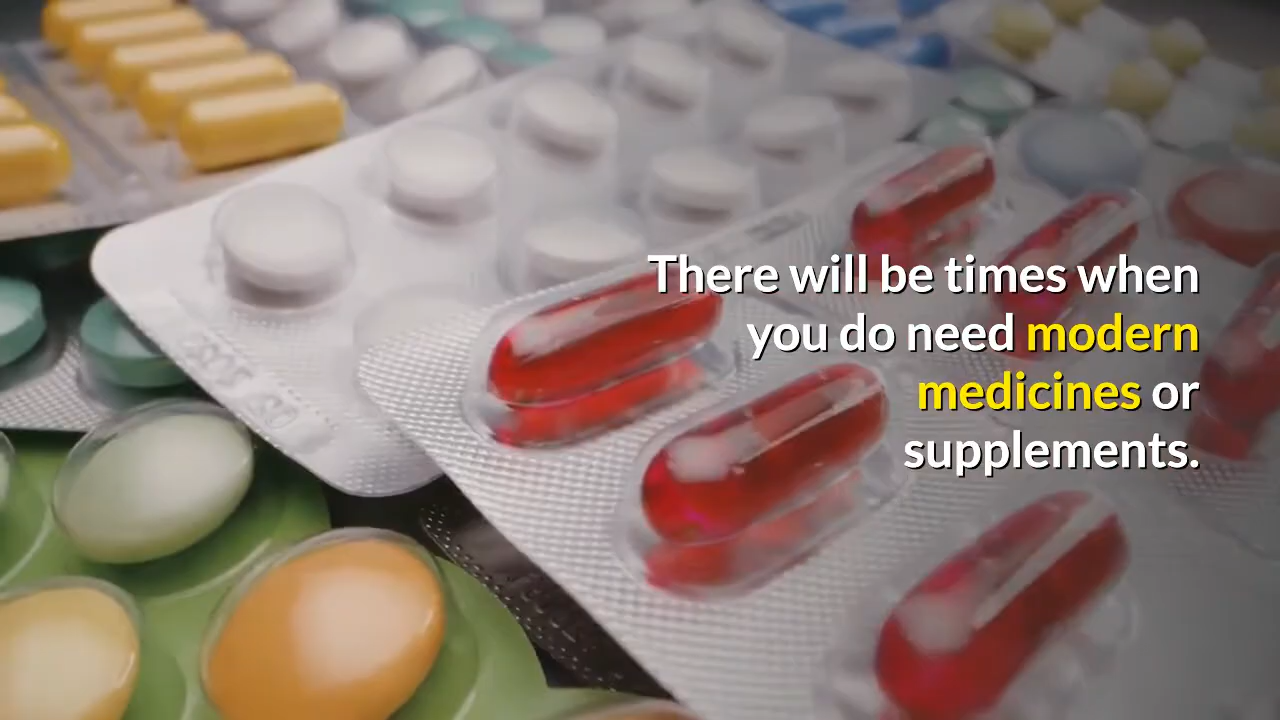 There will be times when
you do need modern
medicines or
supplements.